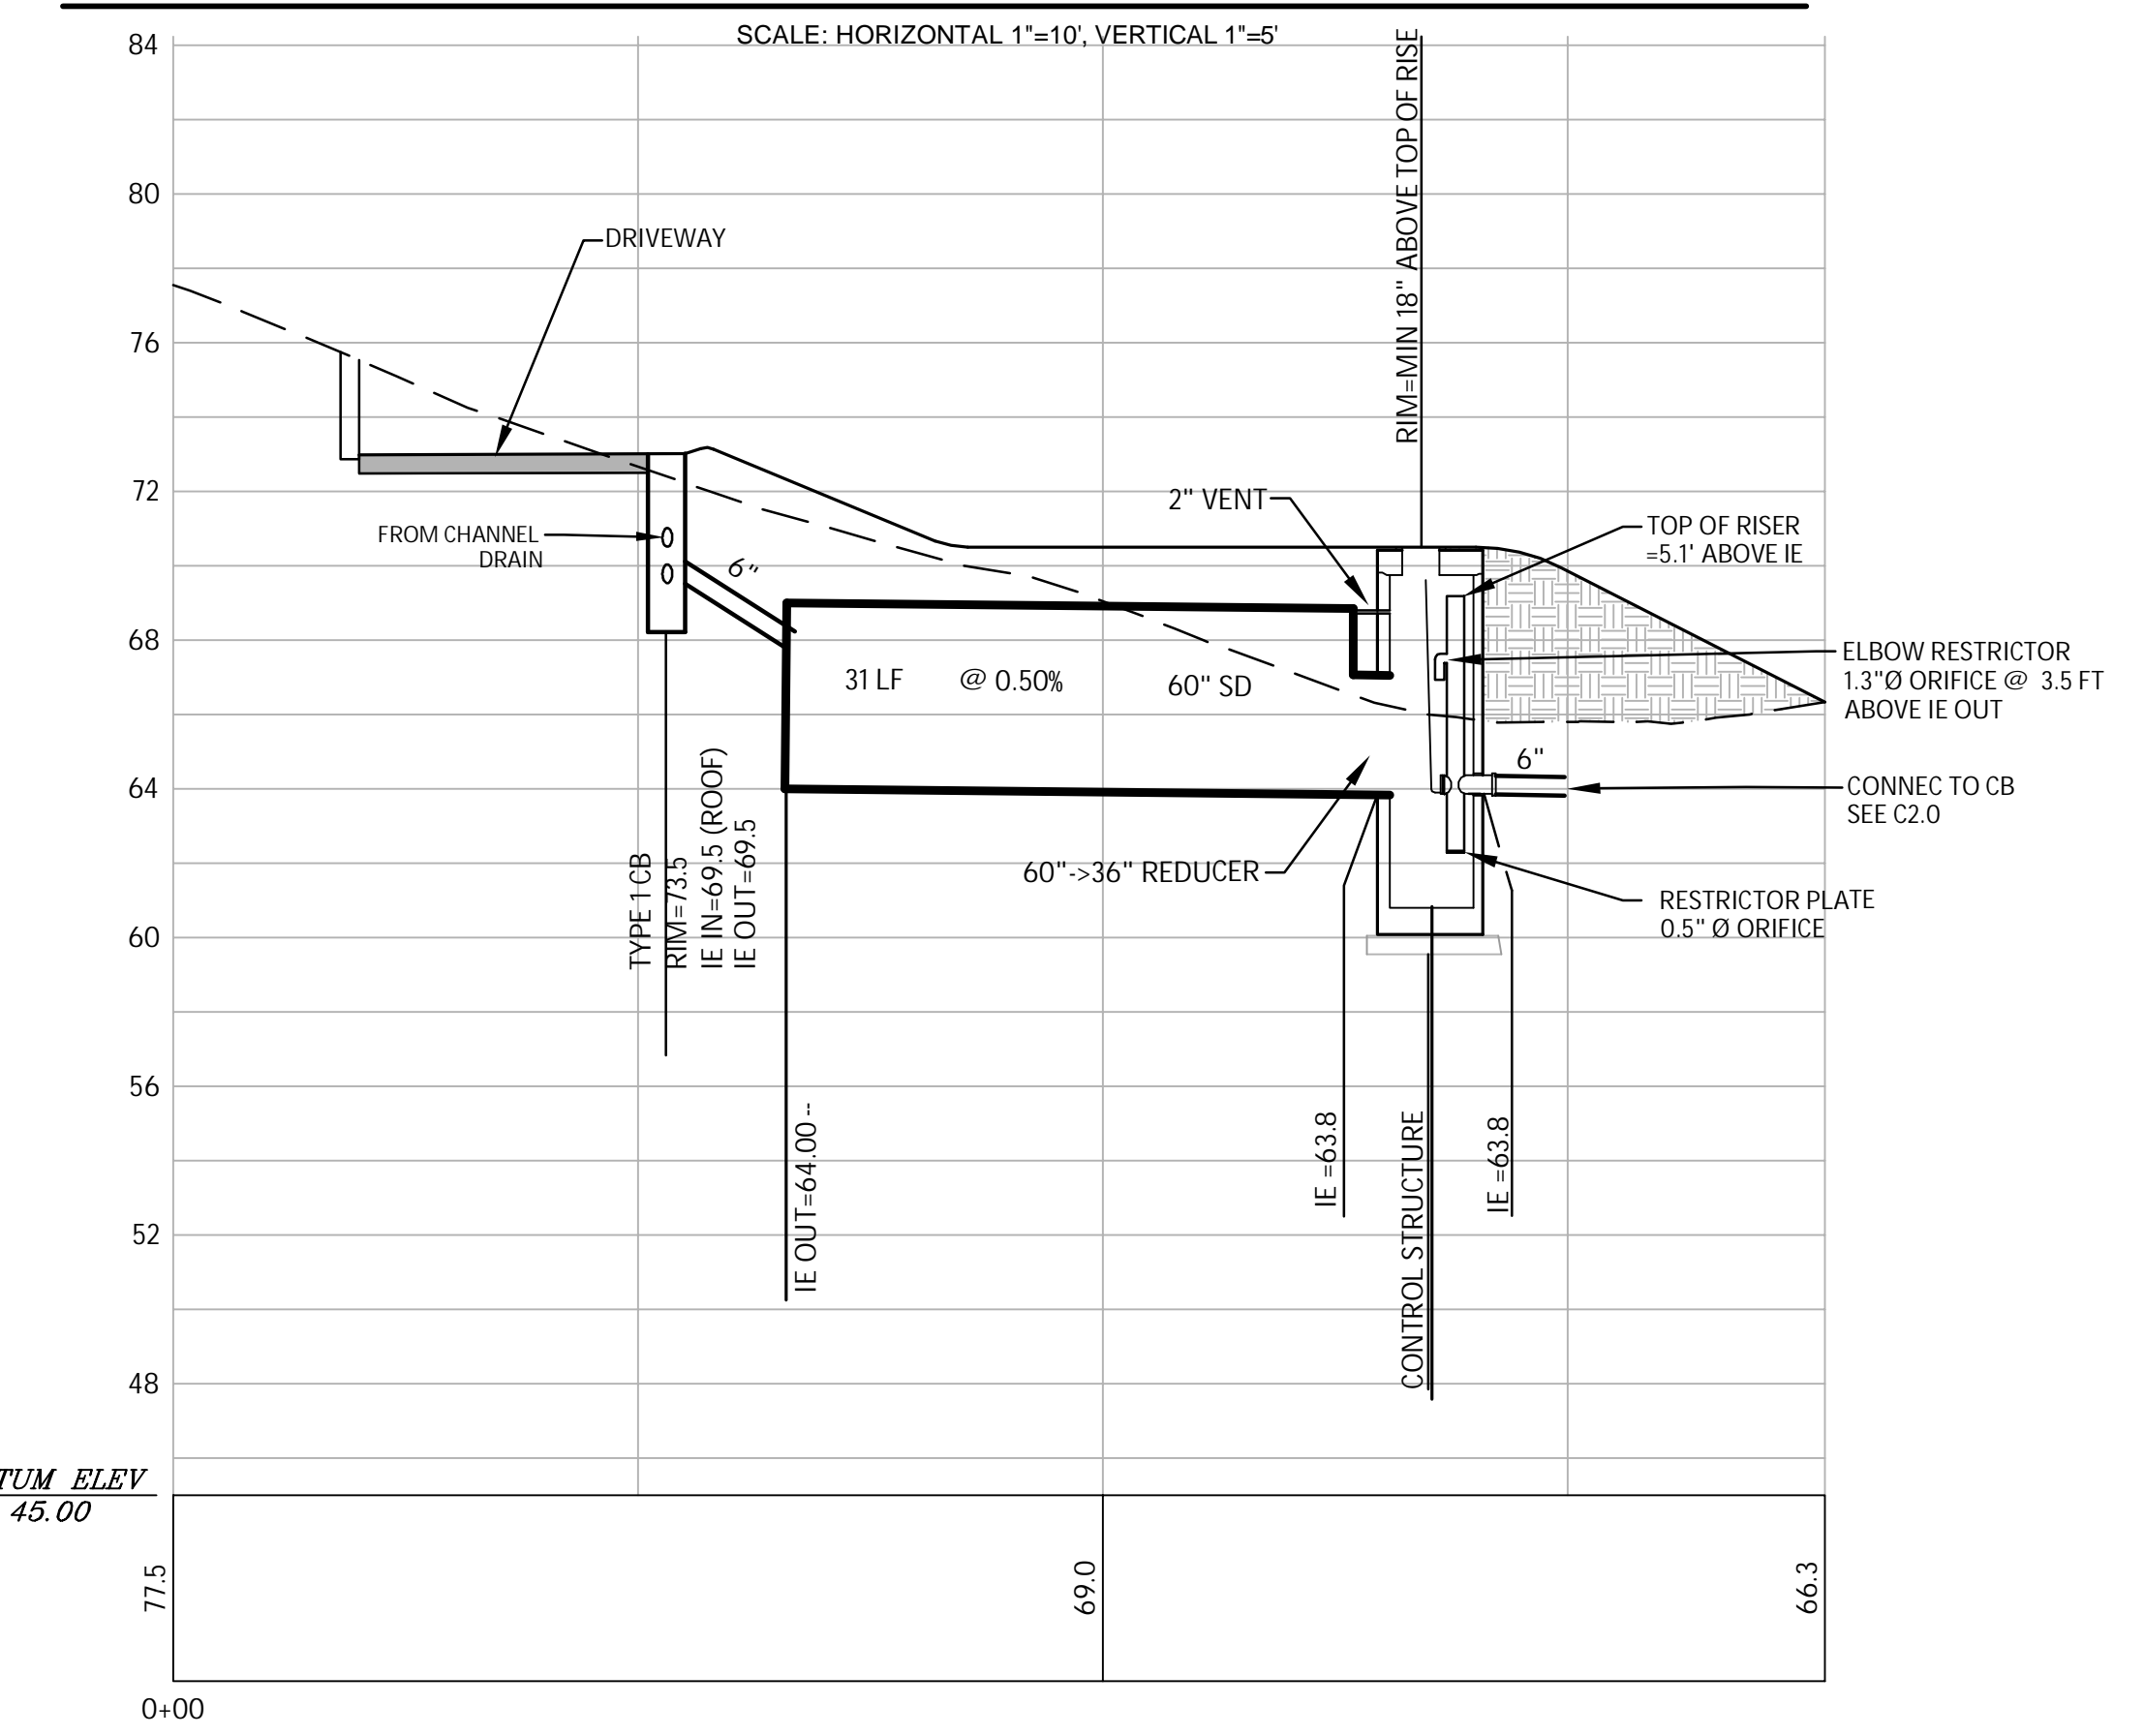 SCALE: HORIZONTAL 1"=10', VERTICAL 1"=5'
84
80
76
72
68
64
60
56
52
48
RIM=MIN 18" ABOVE TOP OF RISE
DRIVEWAY
2" VENT
TOP OF RISER
=5.1' ABOVE IE
FROM CHANNEL
DRAIN
6"
31 LF @ 0.50% 60" SD
ELBOW RESTRICTOR
1.3"Ø ORIFICE @ 3.5 FT
ABOVE IE OUT
6"
CONNEC TO CB
SEE C2.0
60"->36" REDUCER
RESTRICTOR PLATE
0.5" Ø ORIFICE
TYPE 1 CB
RIM=73.5
IE IN=69.5 (ROOF)
IE OUT=69.5
IE OUT=64.00 --
IE =63.8
CONTROL STRUCTURE
IE =63.8
TUM ELEV
45.00
77.5
69.0
66.3
0+00